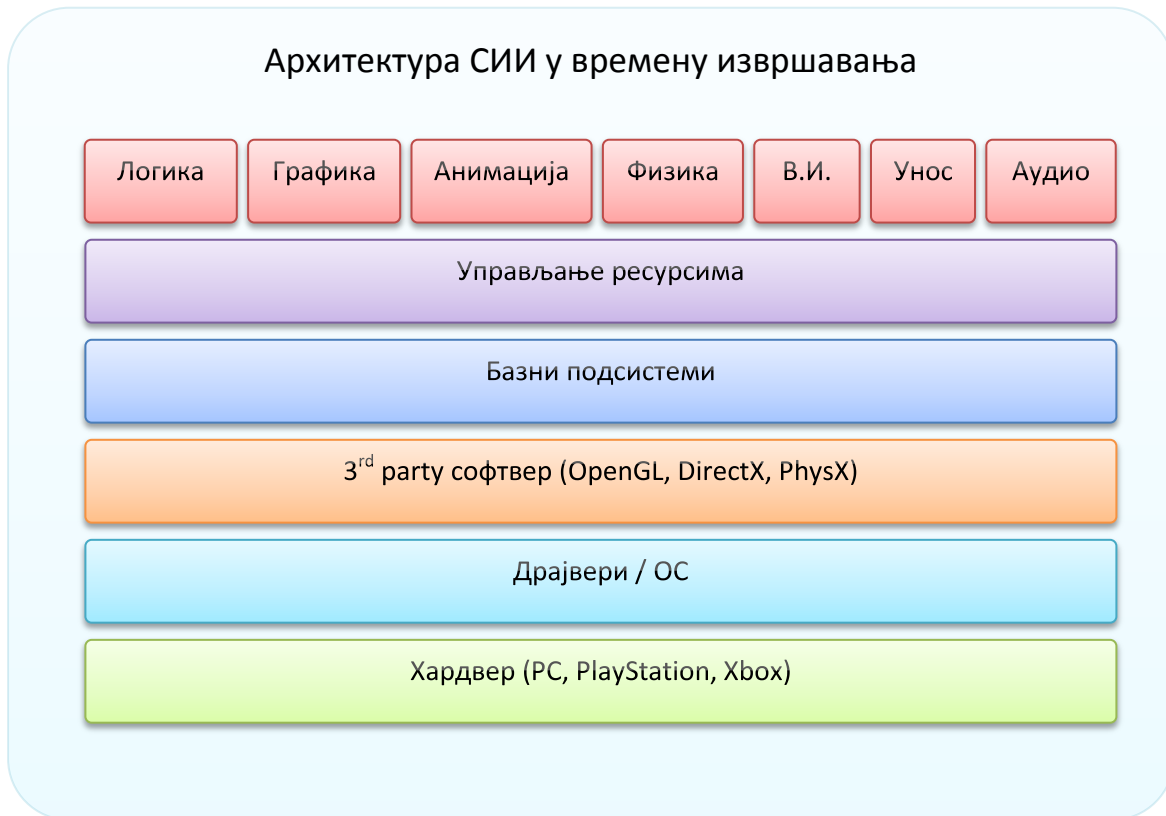 Архитектура СИИ у времену извршавања
Логика Графика Анимација Физика В.И. Унос Аудио
Управљање ресурсима
Базни подсистеми
3rd party софтвер (OpenGL, DirectX, PhysX)
Драјвери / ОС
Хардвер (PC, PlayStation, Xbox)